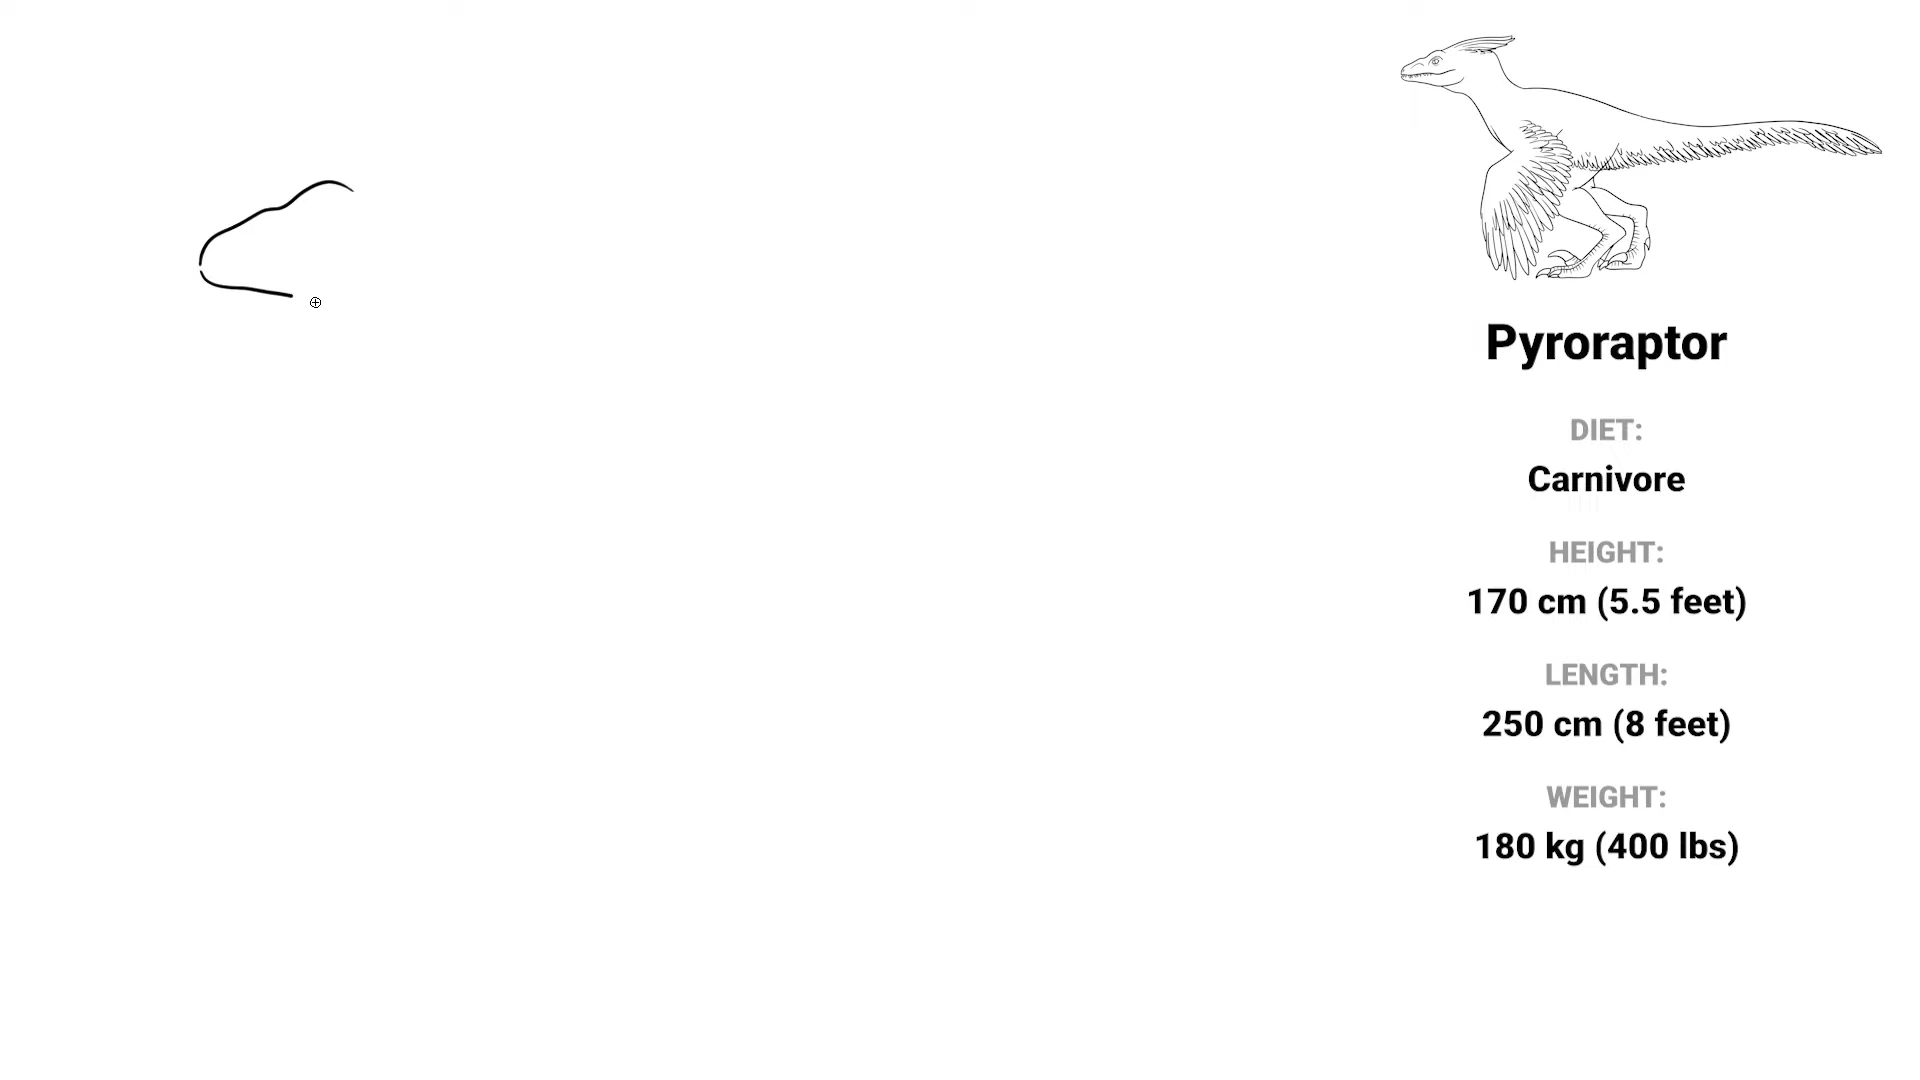 Pyroraptor
DIET:
Carnivore
HEIGHT:
170 cm (5.5 feet)
LENGTH:
250 cm (8 feet)
WEIGHT:
180 kg (400 lbs)